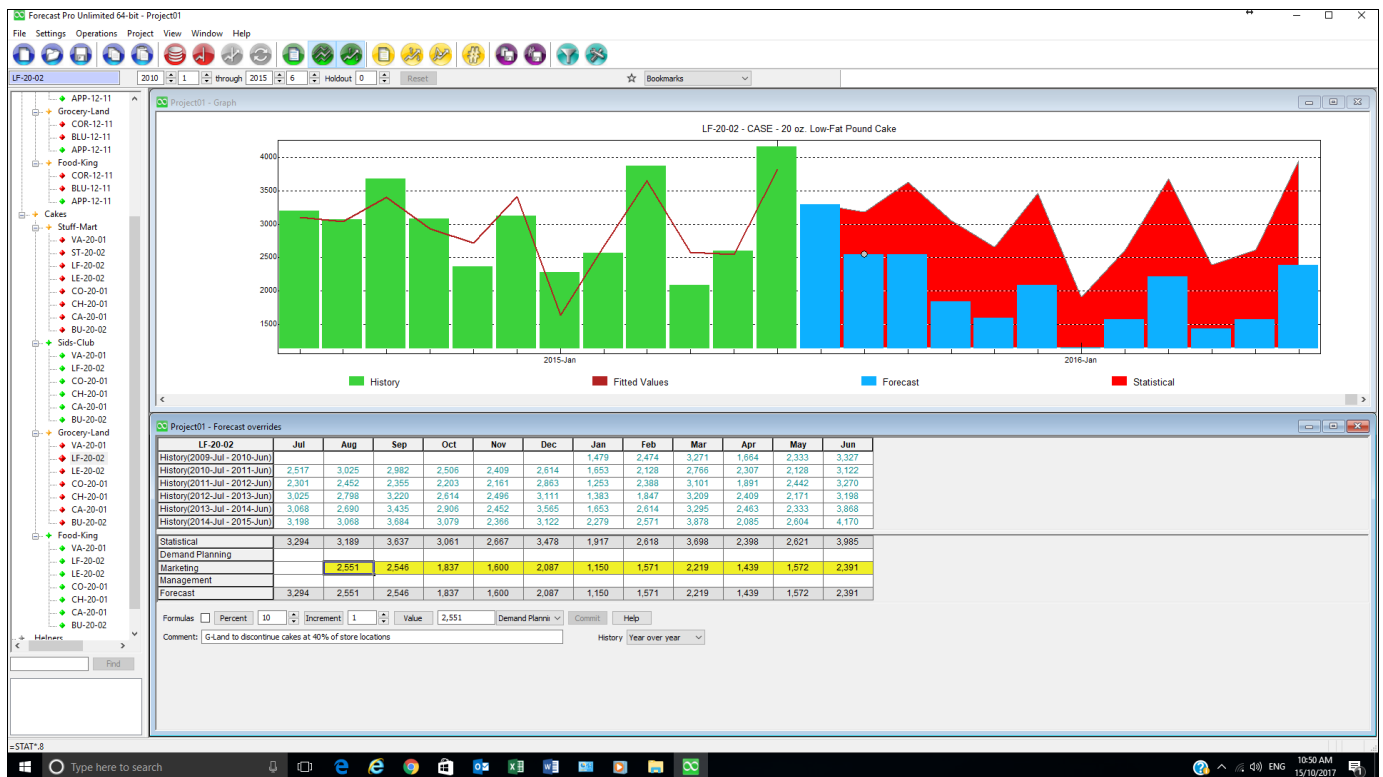 Forecast Pro Unlimited 64-bit - Project01
File Settings Operations Project View Window Help
LF-20-02 2010 1 through 2015 6 Holdout 0 Reset Bookmarks
APP-12-11
Grocery-Land
COR-12-11
BLU-12-11
APP-12-11
Food-King
COR-12-11
BLU-12-11
APP-12-11
Cakes
Stuff-Mart
VA-20-01
ST-20-02
LF-20-02
LE-20-02
CO-20-01
CH-20-01
CA-20-01
BU-20-02
Sids-Club
VA-20-01
LF-20-02
CO-20-01
CH-20-01
CA-20-01
BU-20-02
Grocery-Land
VA-20-01
LF-20-02
LE-20-02
CO-20-01
CH-20-01
CA-20-01
BU-20-02
Food-King
VA-20-01
LF-20-02
LE-20-02
CO-20-01
CH-20-01
CA-20-01
BU-20-02
Helpers
Find
Project01 - Graph
LF-20-02 - CASE - 20 oz. Low-Fat Pound Cake
4000
3500
3000
2500
2000
1500
2015-Jan 2016-Jan
History Fitted Values Forecast Statistical
Project01 - Forecast overrides
LF-20-02 Jul Aug Sep Oct Nov Dec Jan Feb Mar Apr May Jun
History(2009-Jul - 2010-Jun) 1,479 2,474 3,271 1,664 2,333 3,327
History(2010-Jul - 2011-Jun) 2,517 3,025 2,982 2,506 2,409 2,614 1,653 2,128 2,766 2,307 2,128 3,122
History(2011-Jul - 2012-Jun) 2,301 2,452 2,355 2,203 2,161 2,863 1,253 2,388 3,101 1,891 2,442 3,270
History(2012-Jul - 2013-Jun) 3,025 2,798 3,220 2,614 2,496 3,111 1,383 1,847 3,209 2,409 2,171 3,198
History(2013-Jul - 2014-Jun) 3,068 2,690 3,435 2,906 2,452 3,565 1,653 2,614 3,295 2,463 2,333 3,868
History(2014-Jul - 2015-Jun) 3,198 3,068 3,684 3,079 2,366 3,122 2,279 2,571 3,878 2,085 2,604 4,170
Statistical 3,294 3,189 3,637 3,061 2,667 3,478 1,917 2,618 3,698 2,398 2,621 3,985
Demand Planning
Marketing 2,551 2,546 1,837 1,600 2,087 1,150 1,571 2,219 1,439 1,572 2,391
Management
Forecast 3,294 2,551 2,546 1,837 1,600 2,087 1,150 1,571 2,219 1,439 1,572 2,391
Formulas Percent 10 Increment 1 Value 2,551 Demand Planni Commit Help
Comment: G-Land to discontinue cakes at 40% of store locations History Year over year
=STAT*.8
Type here to search
ENG 10:50 AM
15/10/2017